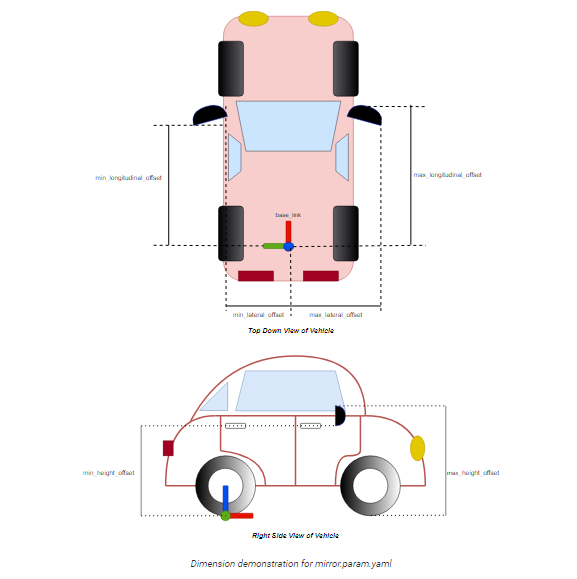 min_longitudinal_offset
max_longitudinal_offset
base_link
min_lateral_offset
max_lateral_offset
Top Down View of Vehicle
min_height_offset
max_height_offset
Right Side View of Vehicle
Dimension demonstration for mirror.param.yaml